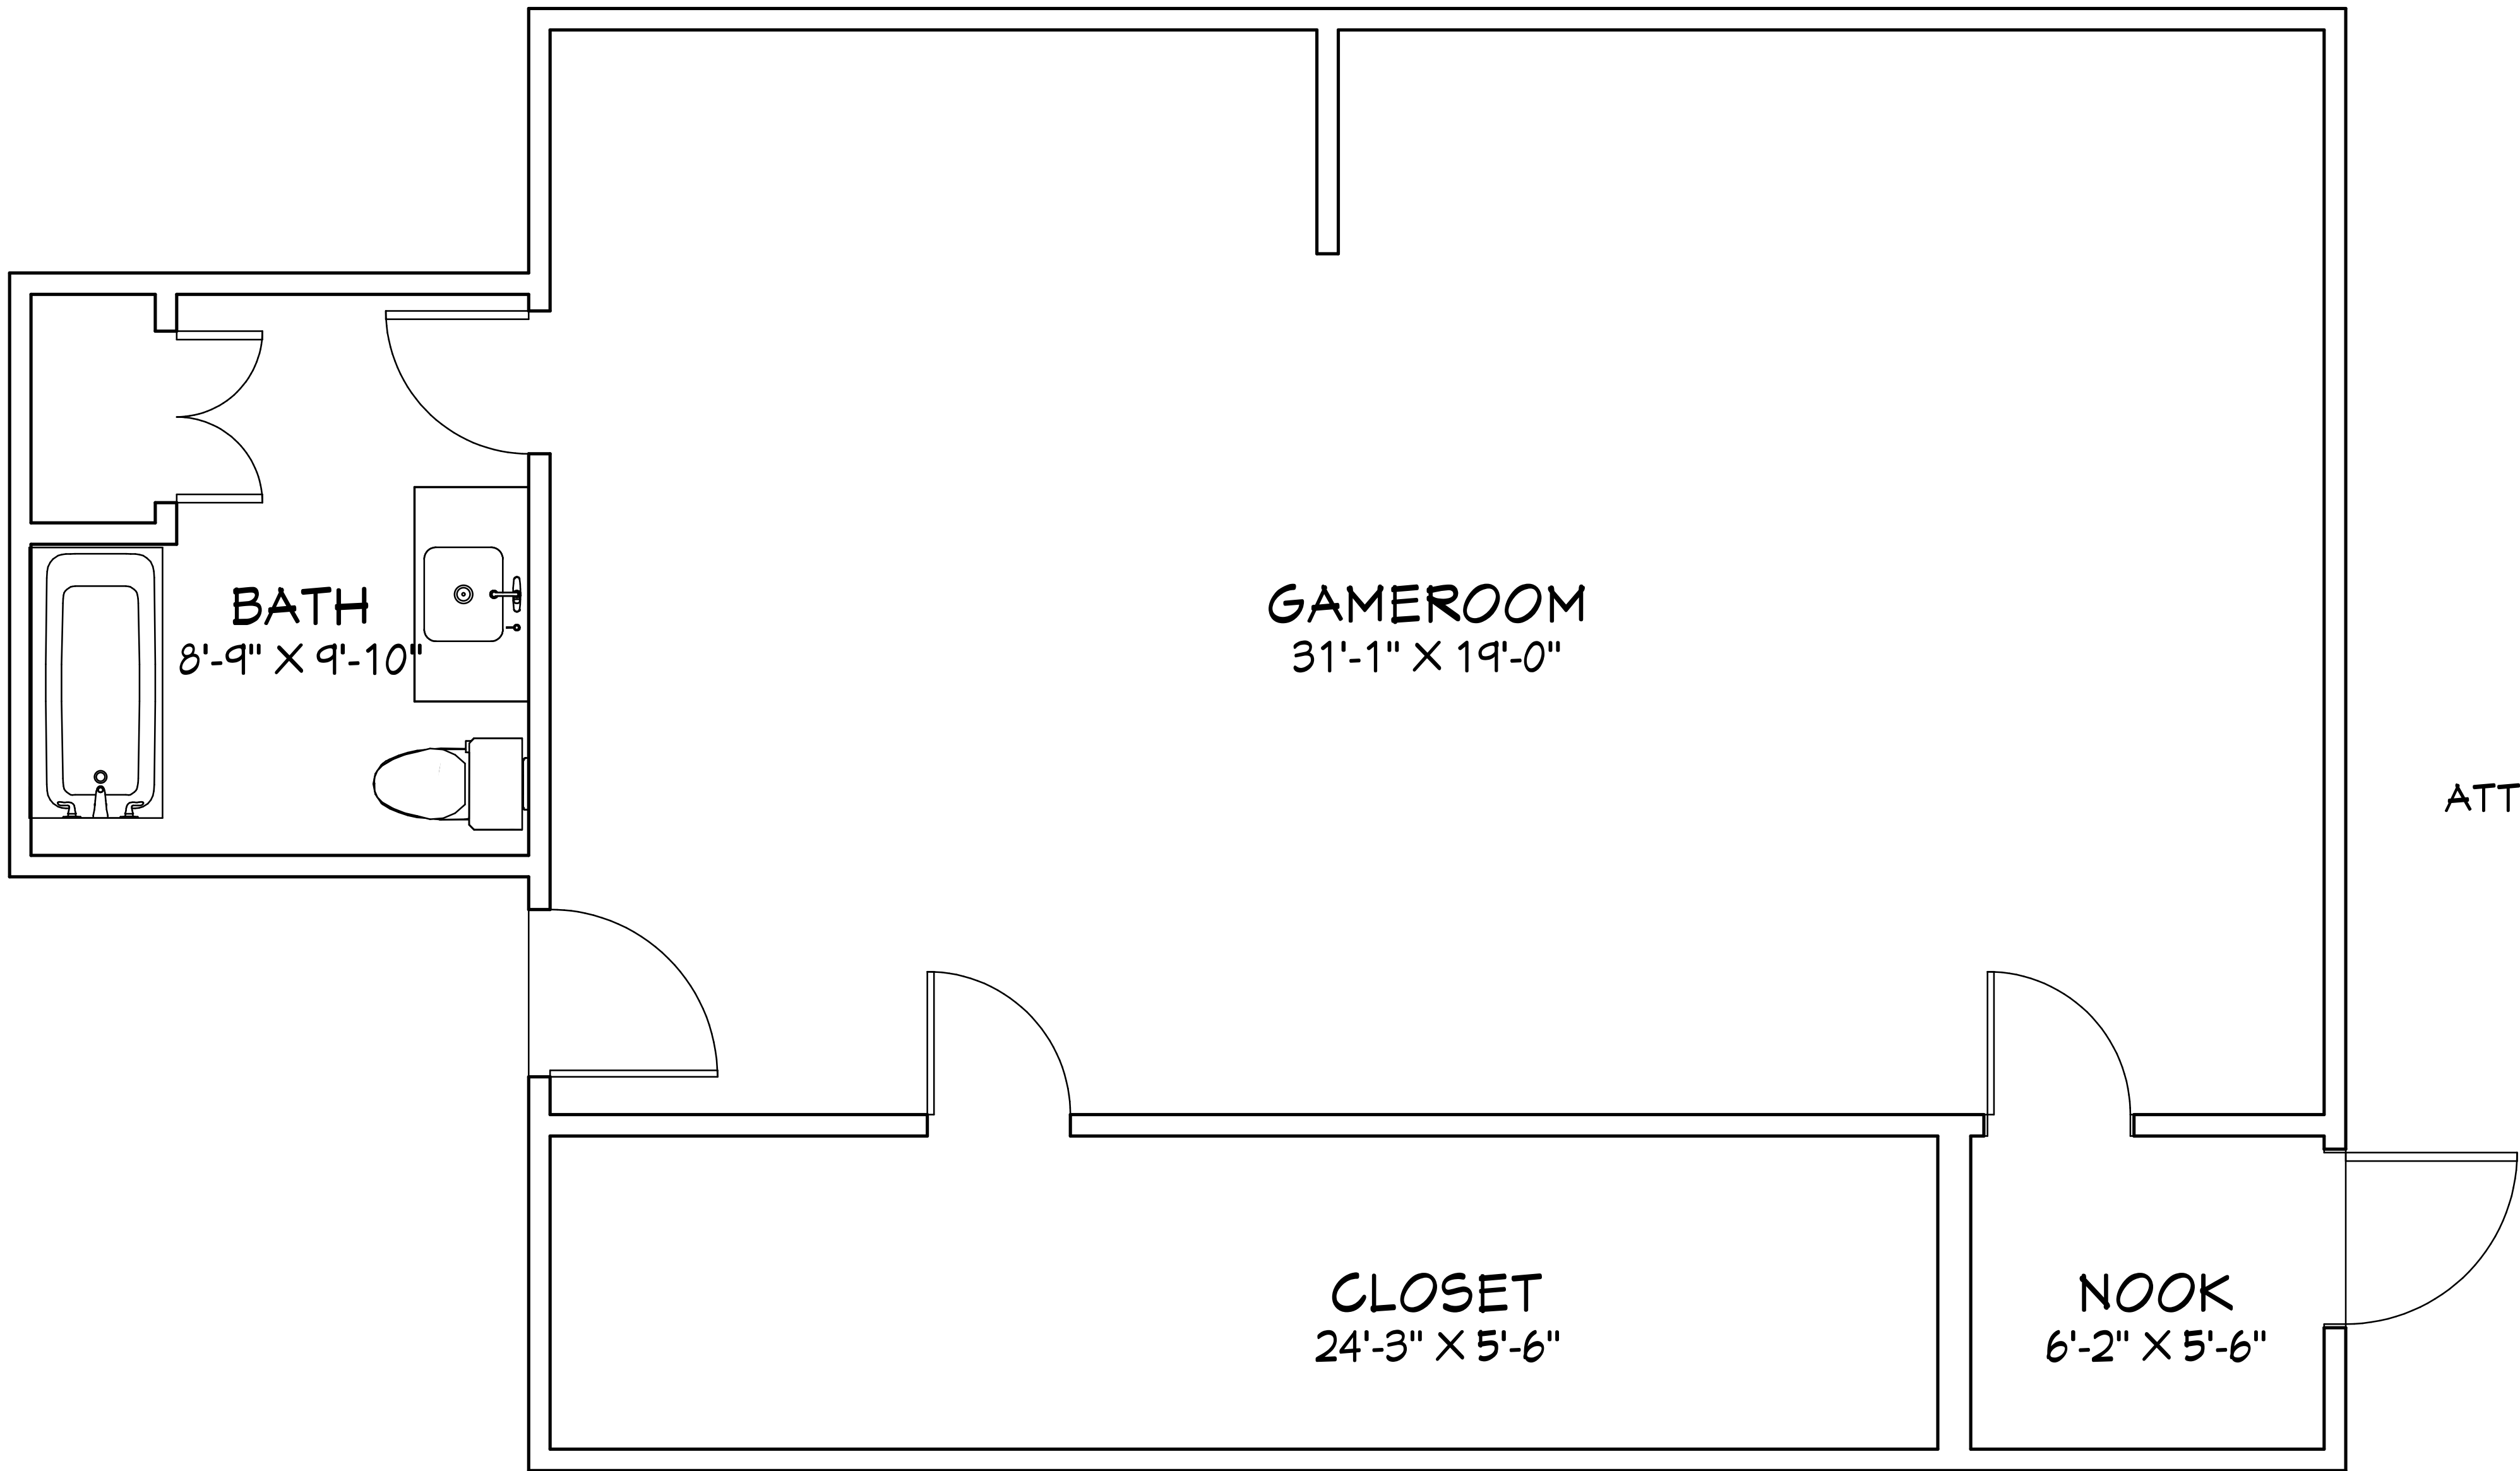 BATH
8'-9" X 9'-10"
GAMEROOM
31'-1" X 19'-0"
ATT
CLOSET
24'-3" X 5'-6"
NOOK
6'-2" X 5'-6"